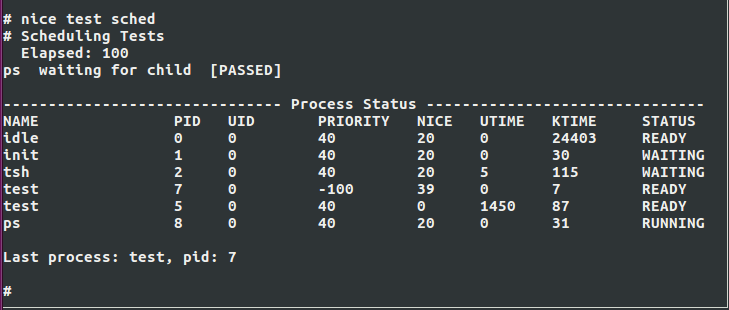 # nice test sched
# Scheduling Tests
  Elapsed: 100
ps  waiting for child  [PASSED]
------------------------------- Process Status -------------------------------
NAME               PID   UID         PRIORITY   NICE   UTIME   KTIME     STATUS
idle               0     0           40         20     0       24403     READY
init               1     0           40         20     0       30        WAITING
tsh                2     0           40         20     5       115       WAITING
test               7     0           -100       39     0       7         READY
test               5     0           40         0      1450    87        READY
ps                 8     0           40         20     0       31        RUNNING
Last process: test, pid: 7
#